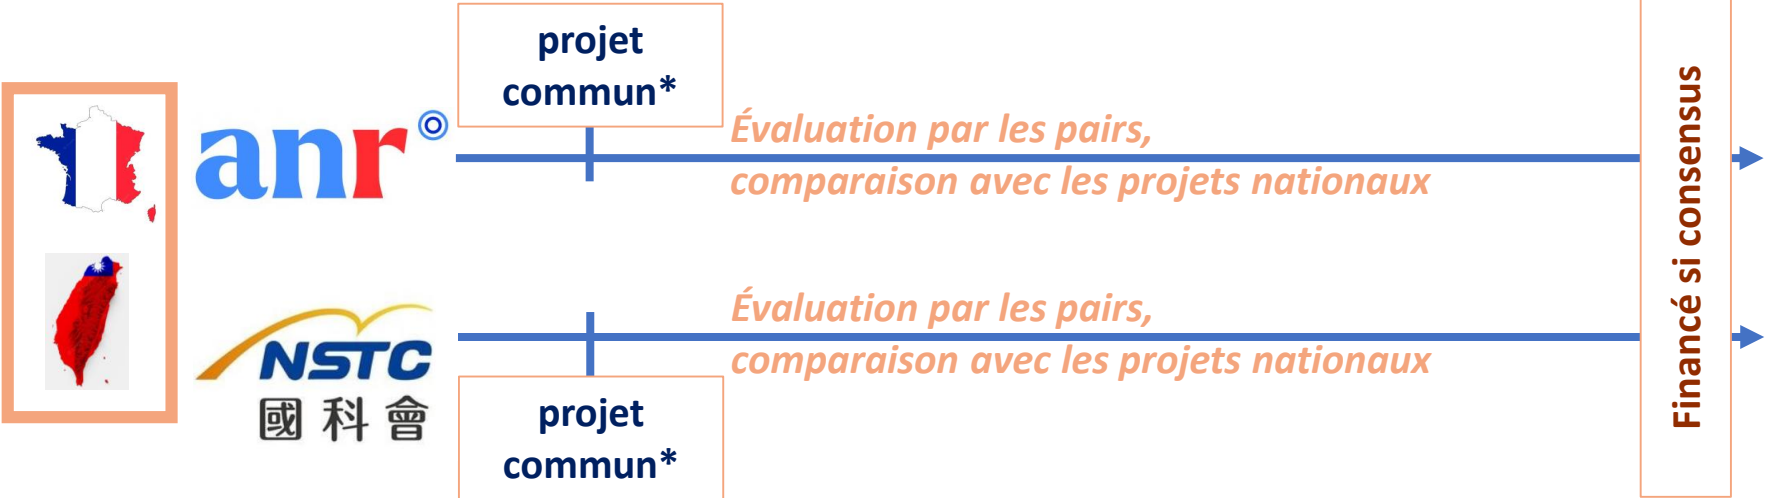 projet
commun*
anr
Évaluation par les pairs,
comparaison avec les projets nationaux
Financé si consensus
NSTC
國科會
Évaluation par les pairs,
comparaison avec les projets nationaux
projet
commun*